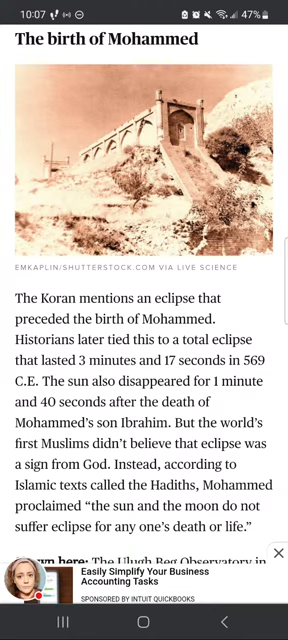 10:07
47%
The birth of Mohammed
EMKAPLIN/SHUTTERSTOCK.COM VIA LIVE SCIENCE
The Koran mentions an eclipse that
preceded the birth of Mohammed.
Historians later tied this to a total eclipse
that lasted 3 minutes and 17 seconds in 569
C.E. The sun also disappeared for 1 minute
and 40 seconds after the death of
Mohammed's son Ibrahim. But the world's
first Muslims didn't believe that eclipse was
a sign from God. Instead, according to
Islamic texts called the Hadiths, Mohammed
proclaimed “the sun and the moon do not
suffer eclipse for any one's death or life.”
wn here: The Ulugh Beg Observatory in
Easily Simplify Your Business
Accounting Tasks
SPONSORED BY INTUIT QUICKBOOKS